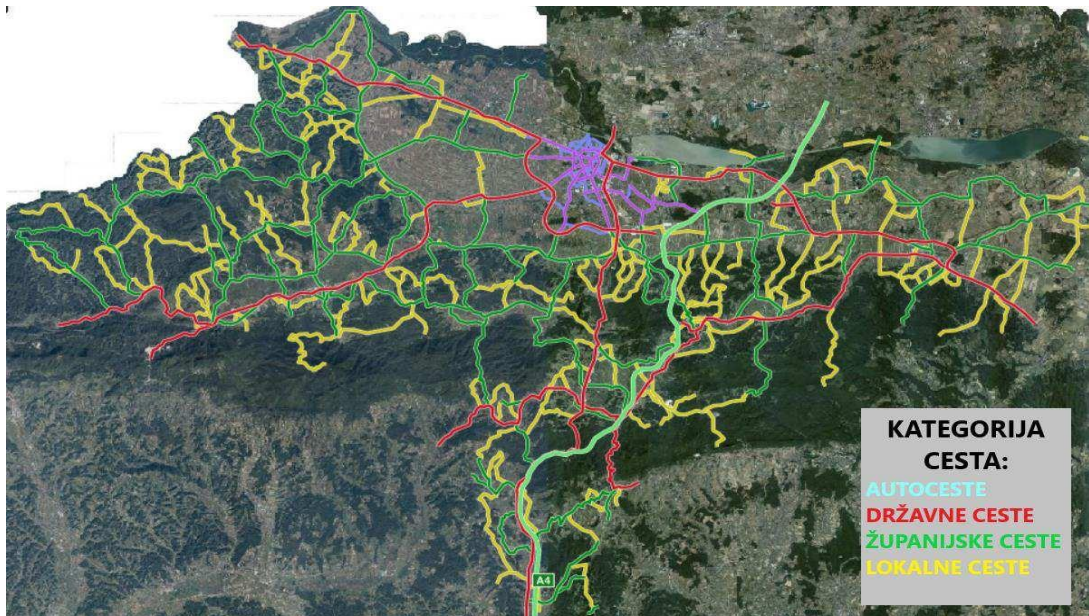 A4
KATEGORIJA
CESTA:
AUTOCESTE
DRŽAVNE CESTE
ŽUPANIJSKE CESTE
LOKALNE CESTE